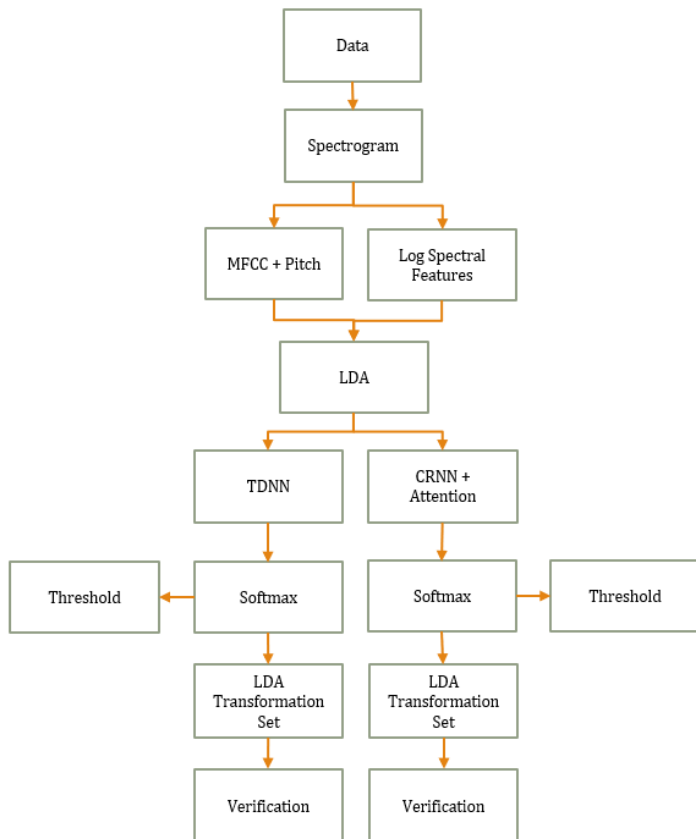 Data
Spectrogram
MFCC + Pitch
Log Spectral
Features
LDA
TDNN
CRNN +
Attention
Threshold
Softmax
Softmax
Threshold
LDA
Transformation
Set
LDA
Transformation
Set
Verification
Verification